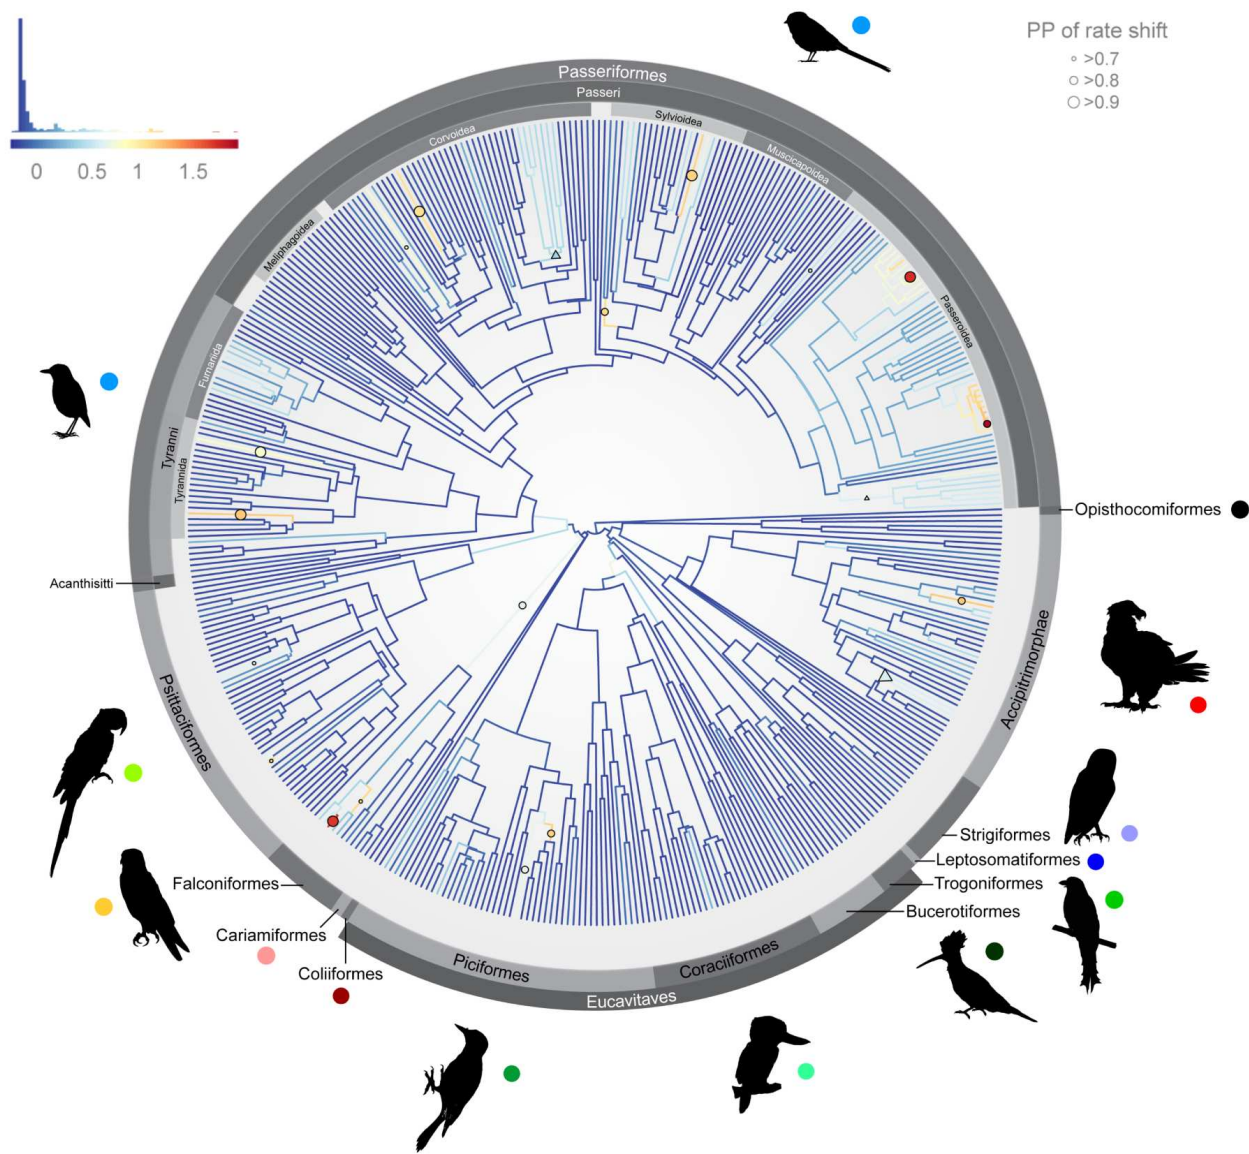 PP of rate shift
>0.7
>0.8
>0.9
0 0.5 1 1.5
Passeriformes
Passeri
Corvoidea
Sylvioidea
Muscicapoidea
Meliphagoidea
Passeroidea
Furnariida
Tyranni
Tyrannida
Opisthocomiformes
Acanthisitti
Accipitrimorphae
Psittaciformes
Strigiformes
Leptosomatiformes
Trogoniformes
Bucerotiformes
Falconiformes
Cariamiformes
Coliiformes
Piciformes
Coraciiformes
Eucavitaves